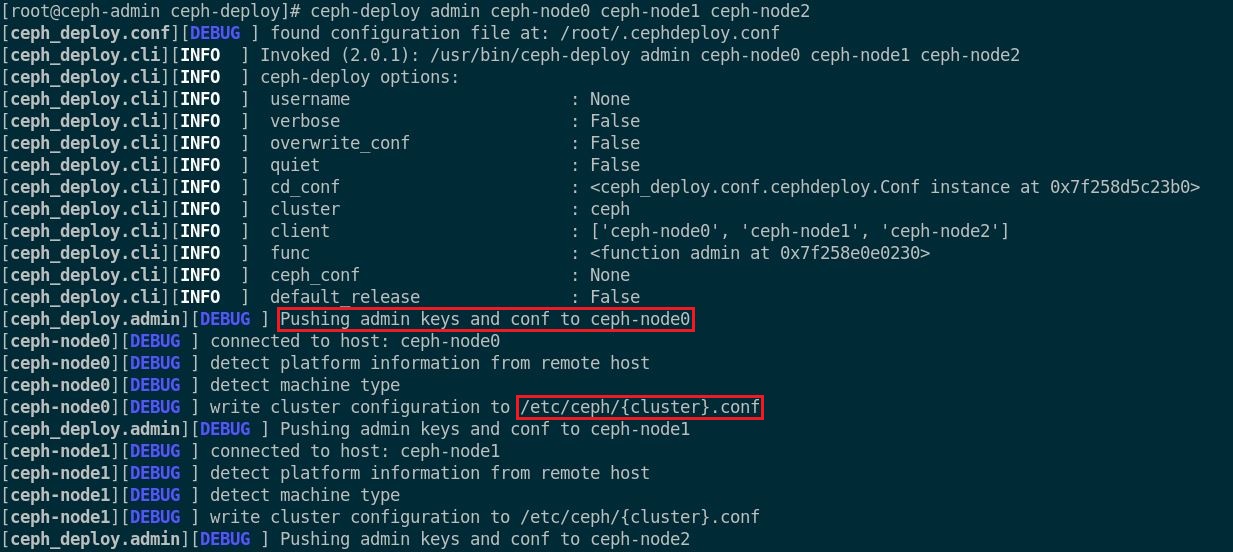 [root@ceph-admin ceph-deploy]# ceph-deploy admin ceph-node0 ceph-node1 ceph-node2
[ceph_deploy.conf][DEBUG ] found configuration file at: /root/.cephdeploy.conf
[ceph_deploy.cli][INFO  ] Invoked (2.0.1): /usr/bin/ceph-deploy admin ceph-node0 ceph-node1 ceph-node2
[ceph_deploy.cli][INFO  ] ceph-deploy options:
[ceph_deploy.cli][INFO  ]  username                      : None
[ceph_deploy.cli][INFO  ]  verbose                       : False
[ceph_deploy.cli][INFO  ]  overwrite_conf                : False
[ceph_deploy.cli][INFO  ]  quiet                         : False
[ceph_deploy.cli][INFO  ]  cd_conf                       : <ceph_deploy.conf.cephdeploy.Conf instance at 0x7f258d5c23b0>
[ceph_deploy.cli][INFO  ]  cluster                       : ceph
[ceph_deploy.cli][INFO  ]  client                        : ['ceph-node0', 'ceph-node1', 'ceph-node2']
[ceph_deploy.cli][INFO  ]  func                          : <function admin at 0x7f258e0e0230>
[ceph_deploy.cli][INFO  ]  ceph_conf                     : None
[ceph_deploy.cli][INFO  ]  default_release               : False
[ceph_deploy.admin][DEBUG ] Pushing admin keys and conf to ceph-node0
[ceph-node0][DEBUG ] connected to host: ceph-node0
[ceph-node0][DEBUG ] detect platform information from remote host
[ceph-node0][DEBUG ] detect machine type
[ceph-node0][DEBUG ] write cluster configuration to /etc/ceph/{cluster}.conf
[ceph_deploy.admin][DEBUG ] Pushing admin keys and conf to ceph-node1
[ceph-node1][DEBUG ] connected to host: ceph-node1
[ceph-node1][DEBUG ] detect platform information from remote host
[ceph-node1][DEBUG ] detect machine type
[ceph-node1][DEBUG ] write cluster configuration to /etc/ceph/{cluster}.conf
[ceph_deploy.admin][DEBUG ] Pushing admin keys and conf to ceph-node2